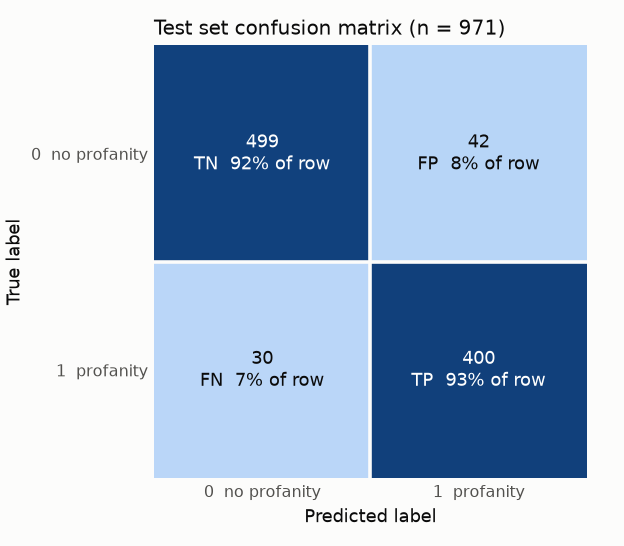 Test set confusion matrix (n = 971)
True label
0  no profanity
499
TN  92% of row
42
FP  8% of row
1  profanity
30
FN  7% of row
400
TP  93% of row
0  no profanity
1  profanity
Predicted label